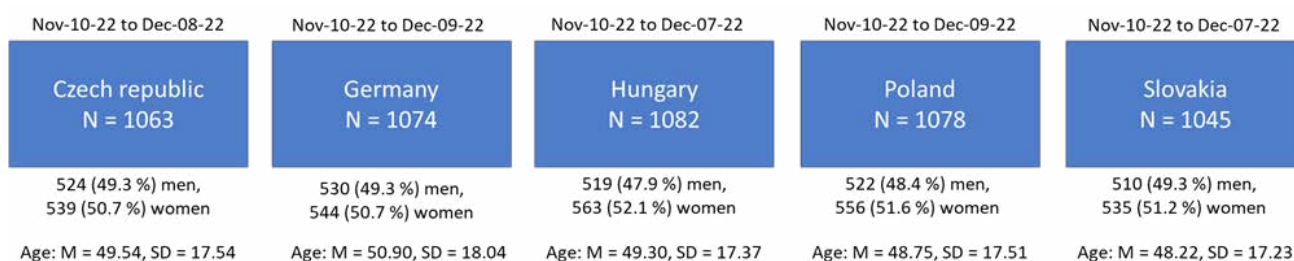 Nov-10-22 to Dec-08-22
Czech republic
N = 1063
524 (49.3 %) men,
539 (50.7 %) women
Age: M = 49.54, SD = 17.54
Nov-10-22 to Dec-09-22
Germany
N = 1074
530 (49.3 %) men,
544 (50.7 %) women
Age: M = 50.90, SD = 18.04
Nov-10-22 to Dec-07-22
Hungary
N = 1082
519 (47.9 %) men,
563 (52.1 %) women
Age: M = 49.30, SD = 17.37
Nov-10-22 to Dec-09-22
Poland
N = 1078
522 (48.4 %) men,
556 (51.6 %) women
Age: M = 48.75, SD = 17.51
Nov-10-22 to Dec-07-22
Slovakia
N = 1045
510 (49.3 %) men,
535 (51.2 %) women
Age: M = 48.22, SD = 17.23